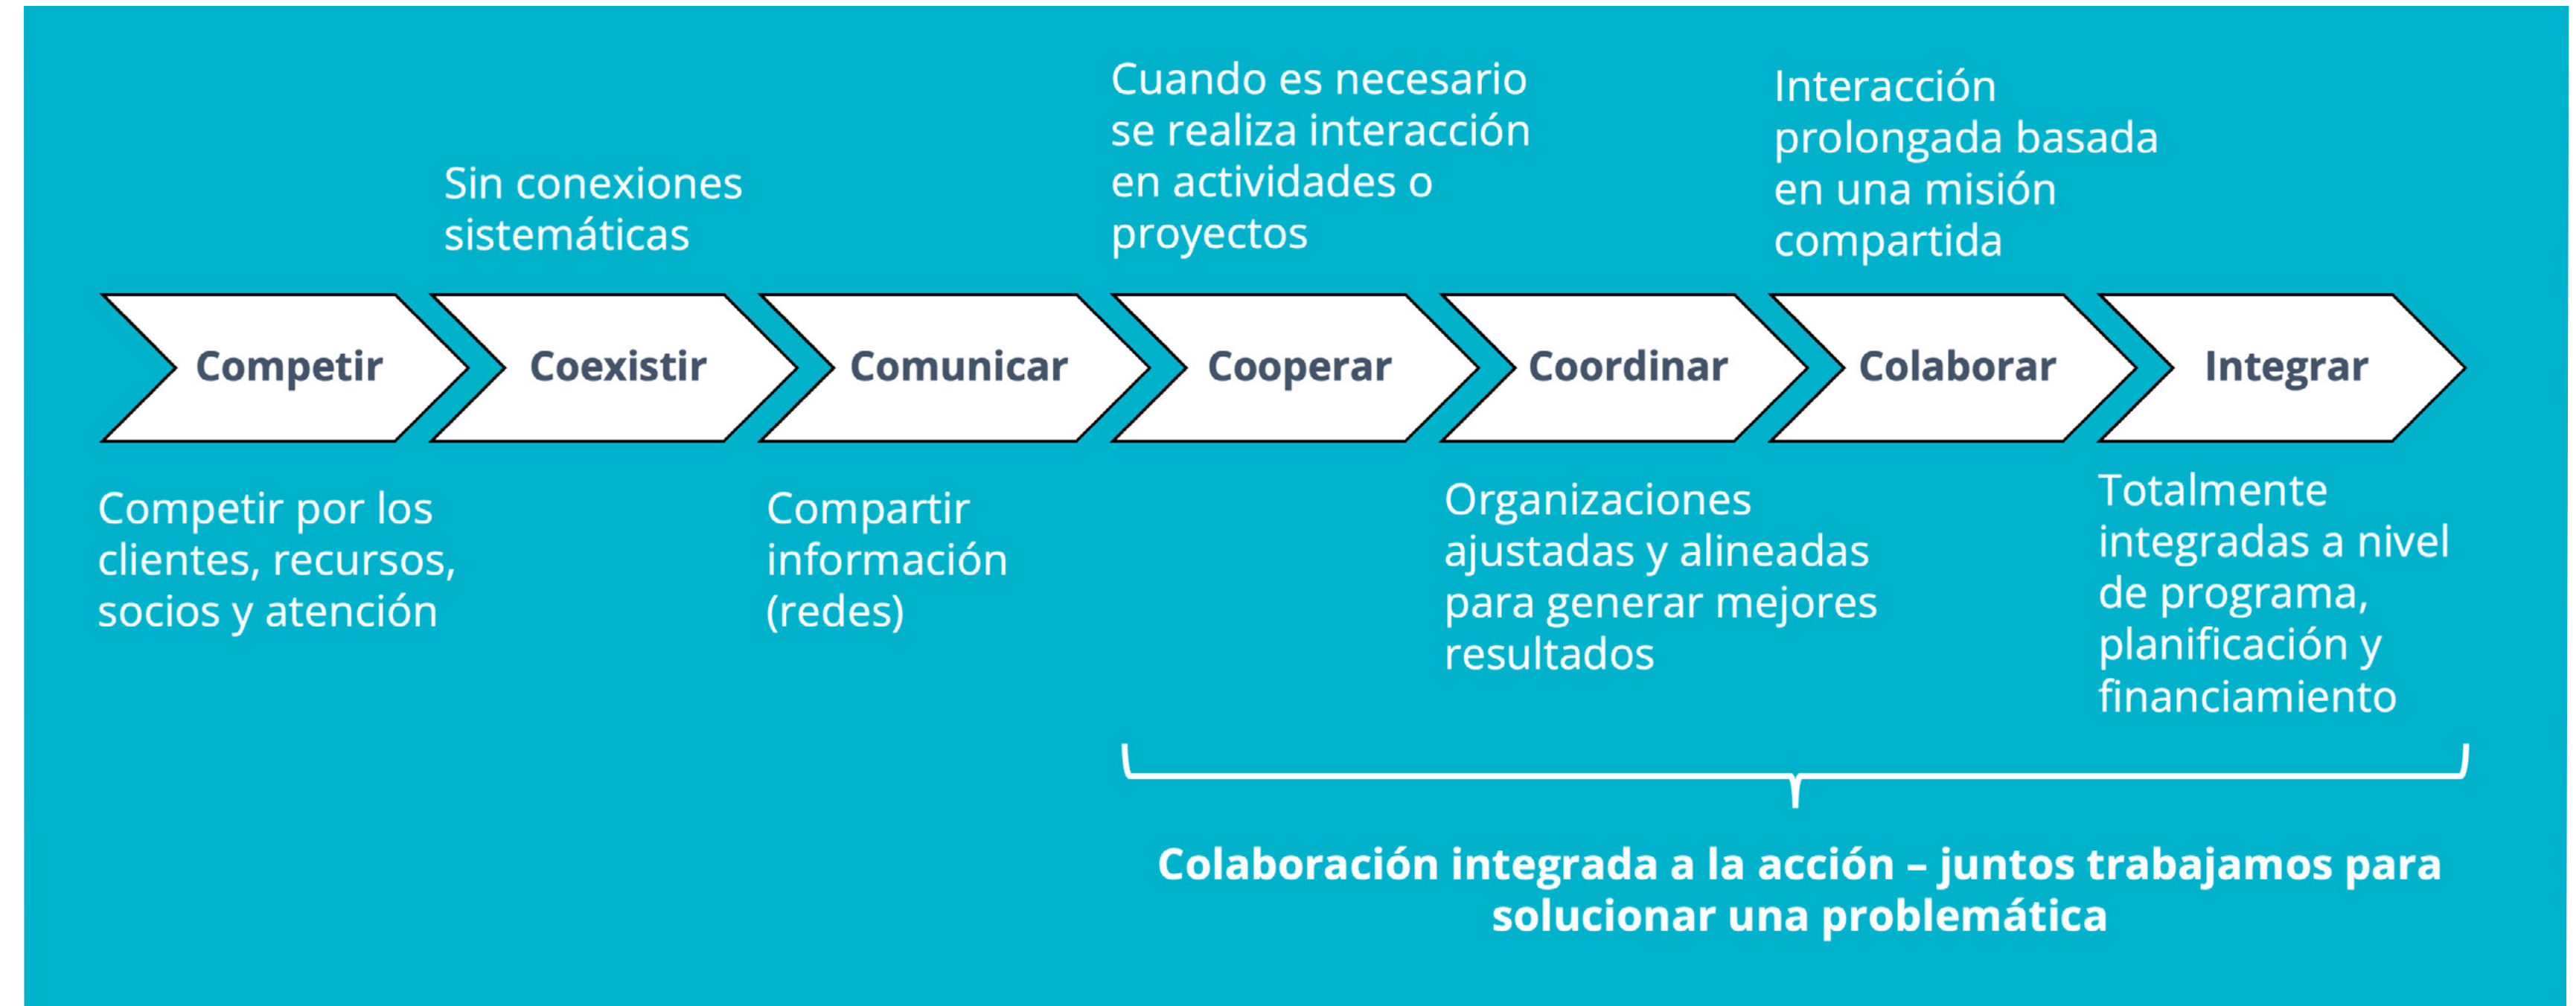 Cuando es necesario
se realiza interacción
en actividades o
proyectos
Interacción
prolongada basada
en una misión
compartida
Sin conexiones
sistemáticas
Competir
Coexistir
Comunicar
Cooperar
Coordinar
Colaborar
Integrar
Competir por los
clientes, recursos,
socios y atención
Compartir
información
(redes)
Organizaciones
ajustadas y alineadas
para generar mejores
resultados
Totalmente
integradas a nivel
de programa,
planificación y
financiamiento
Colaboración integrada a la acción – juntos trabajamos para
solucionar una problemática